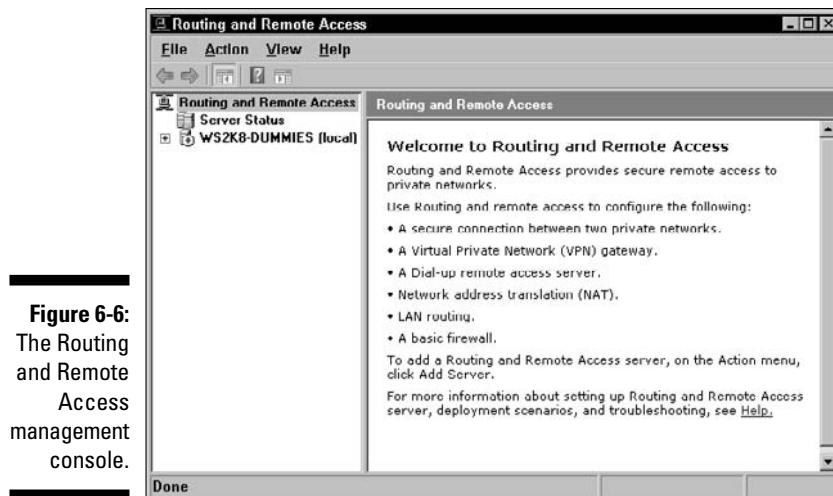 Routing and Remote Access
File Action View Help
Routing and Remote Access
Server Status
WS2K8-DUMMIES (local)
Routing and Remote Access
Welcome to Routing and Remote Access
Routing and Remote Access provides secure remote access to
private networks.
Use Routing and remote access to configure the following:
• A secure connection between two private networks.
• A Virtual Private Network (VPN) gateway.
• A Dial-up remote access server.
• Network address translation (NAT).
• LAN routing.
• A basic firewall.
To add a Routing and Remote Access server, on the Action menu,
click Add Server.
For more information about setting up Routing and Remote Access
server, deployment scenarios, and troubleshooting, see Help.
Done
Figure 6-6:
The Routing
and Remote
Access
management
console.